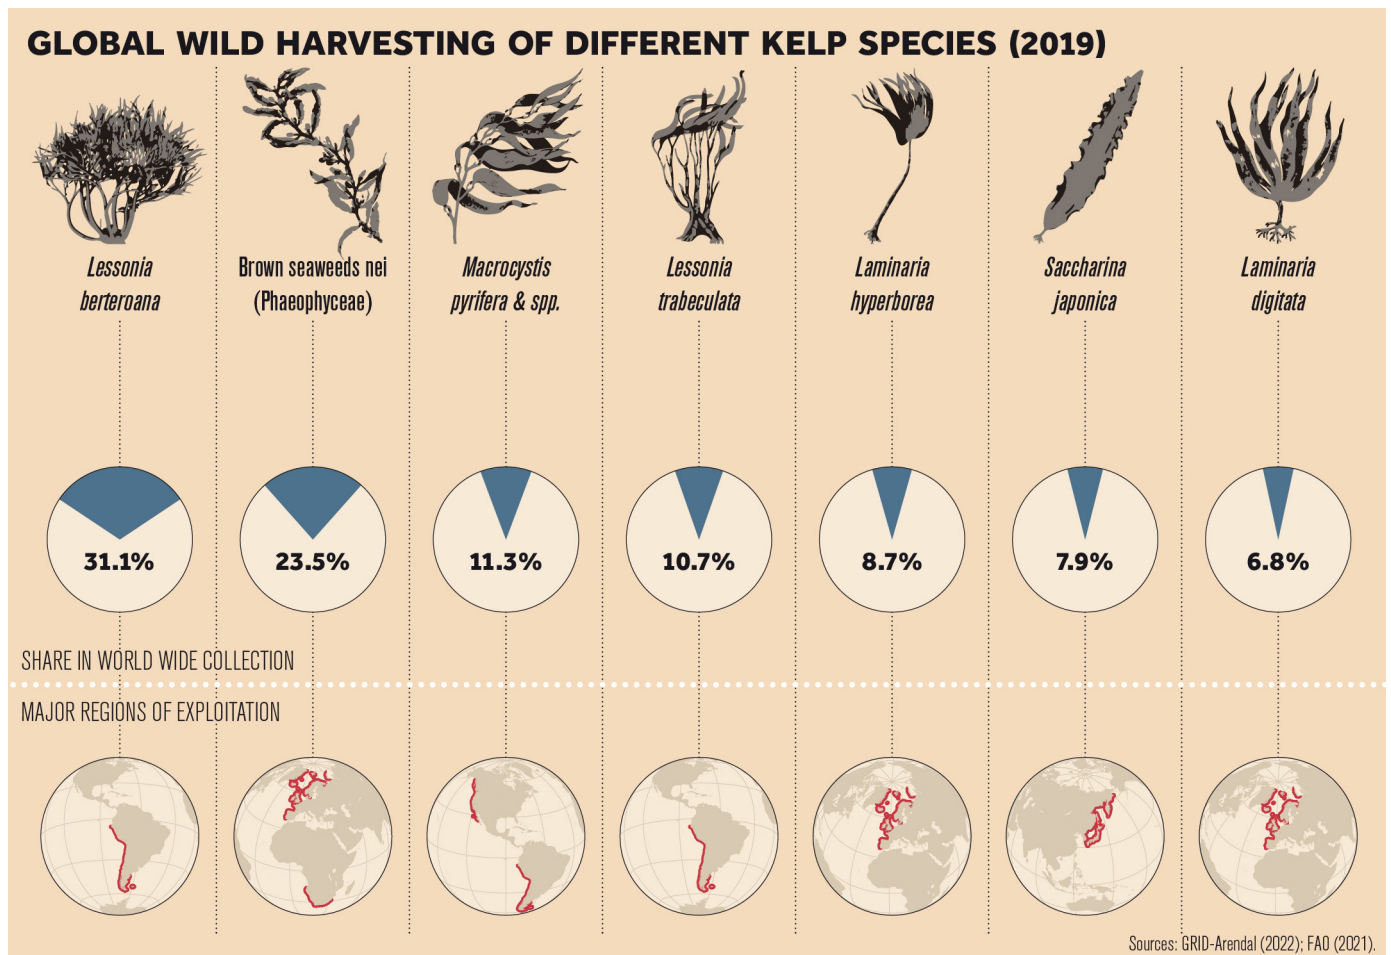 GLOBAL WILD HARVESTING OF DIFFERENT KELP SPECIES (2019)
Lessonia
berteroana
Brown seaweeds nei
(Phaeophyceae)
Macrocystis
pyrifera & spp.
Lessonia
trabeculata
Laminaria
hyperborea
Saccharina
japonica
Laminaria
digitata
31.1%
23.5%
11.3%
10.7%
8.7%
7.9%
6.8%
SHARE IN WORLD WIDE COLLECTION
MAJOR REGIONS OF EXPLOITATION
Sources: GRID-Arendal (2022); FAO (2021).